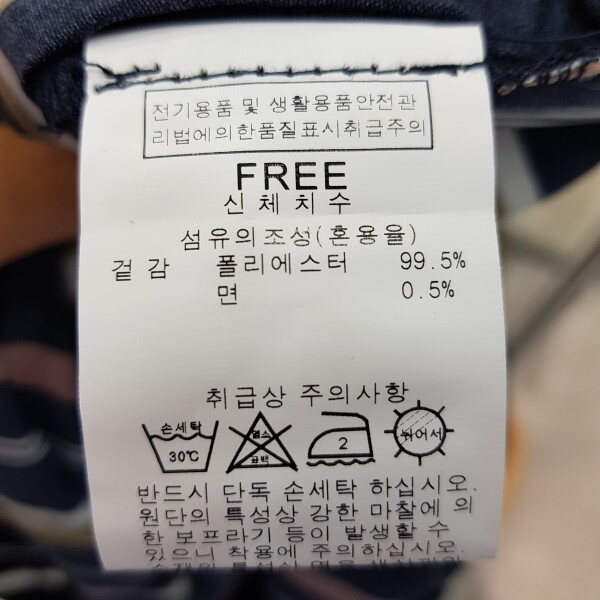 전기용품 및 생활용품안전관
리법에의한품질표시취급주의
FREE
신체치수
섬유의조성(혼용율)
겉감 폴리에스터 99.5%
면 0.5%
취급상 주의사항
손세탁 30℃ 염소 표백 2 뉘어서
반드시 단독 손세탁 하십시오.
원단의 특성상 강한 마찰에 의
한 보프라기 등이 발생할 수
있으니 착용에 주의하십시오.